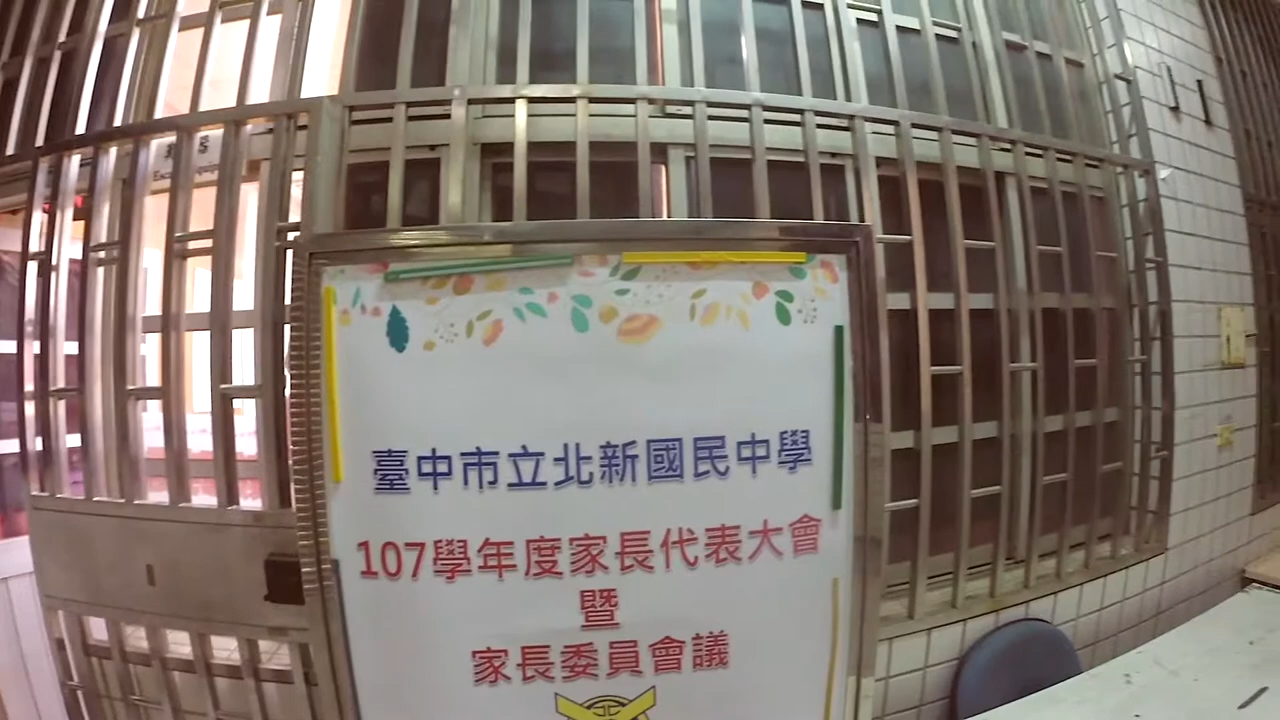 臺中市立北新國民中學
107學年度家長代表大會
暨
家長委員會議